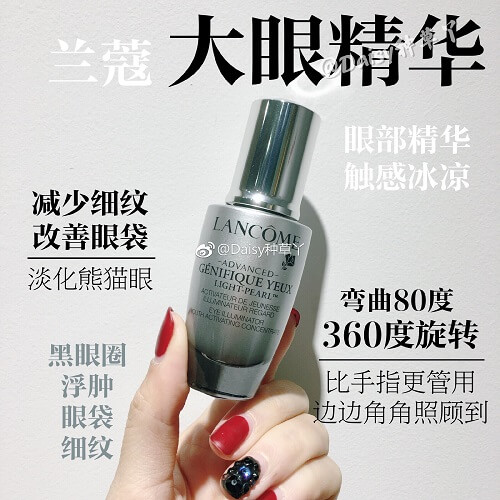 兰蔻 大眼精华
@Daisy种草丫
眼部精华
触感冰凉
减少细纹
改善眼袋
淡化熊猫眼
LANCÔME
@Daisy种草丫
-ADVANCED-
GÉNIFIQUE YEUX
LIGHT-PEARL™
ACTIVATEUR DE JEUNESSE
ILLUMINATEUR REGARD
EYE ILLUMINATOR
YOUTH ACTIVATING CONCENTRATE
弯曲80度
360度旋转
比手指更管用
边边角角照顾到
黑眼圈
浮肿
眼袋
细纹